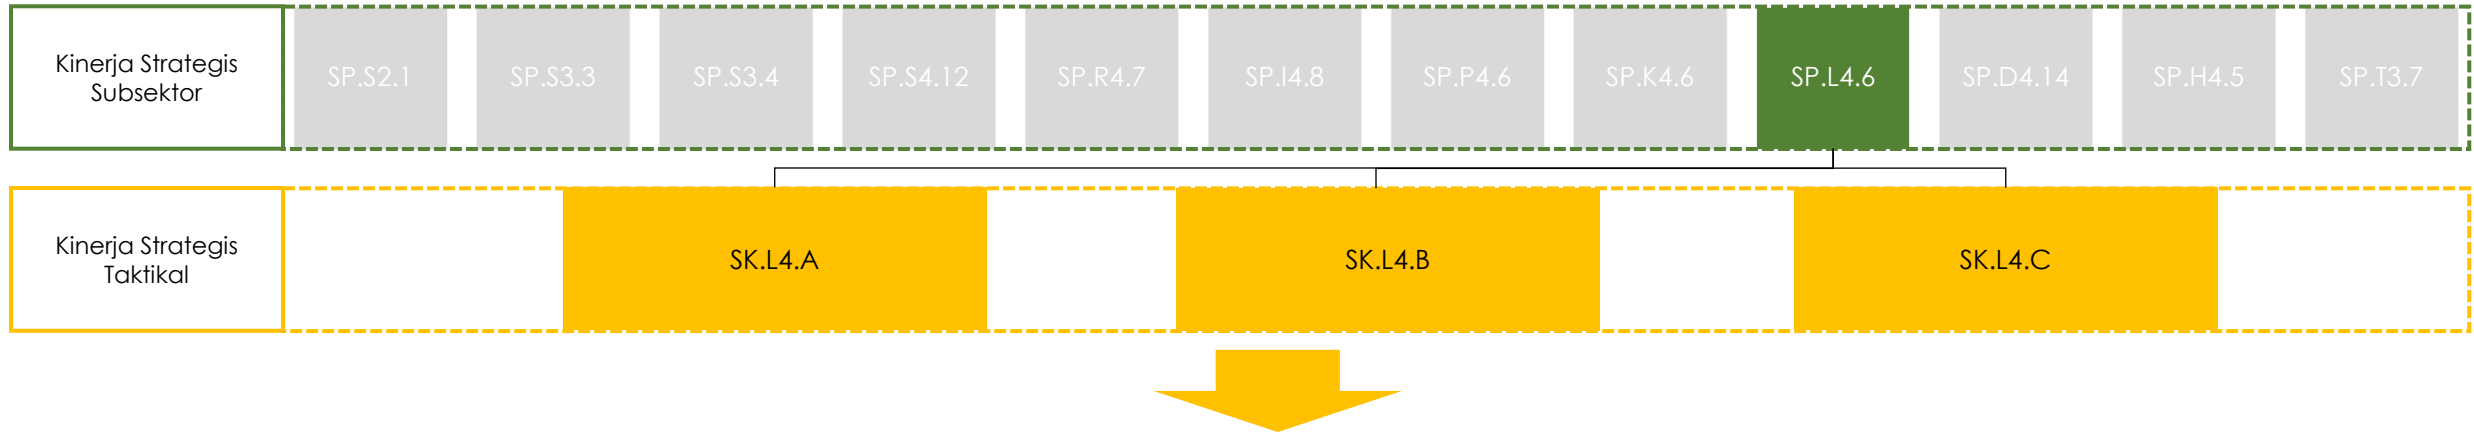 Kinerja Strategis
Subsektor
SP.S2.1
SP.S3.3
SP.S3.4
SP.S4.12
SP.R4.7
SP.I4.8
SP.P4.6
SP.K4.6
SP.L4.6
SP.D4.14
SP.H4.5
SP.T3.7
Kinerja Strategis
Taktikal
SK.L4.A
SK.L4.B
SK.L4.C